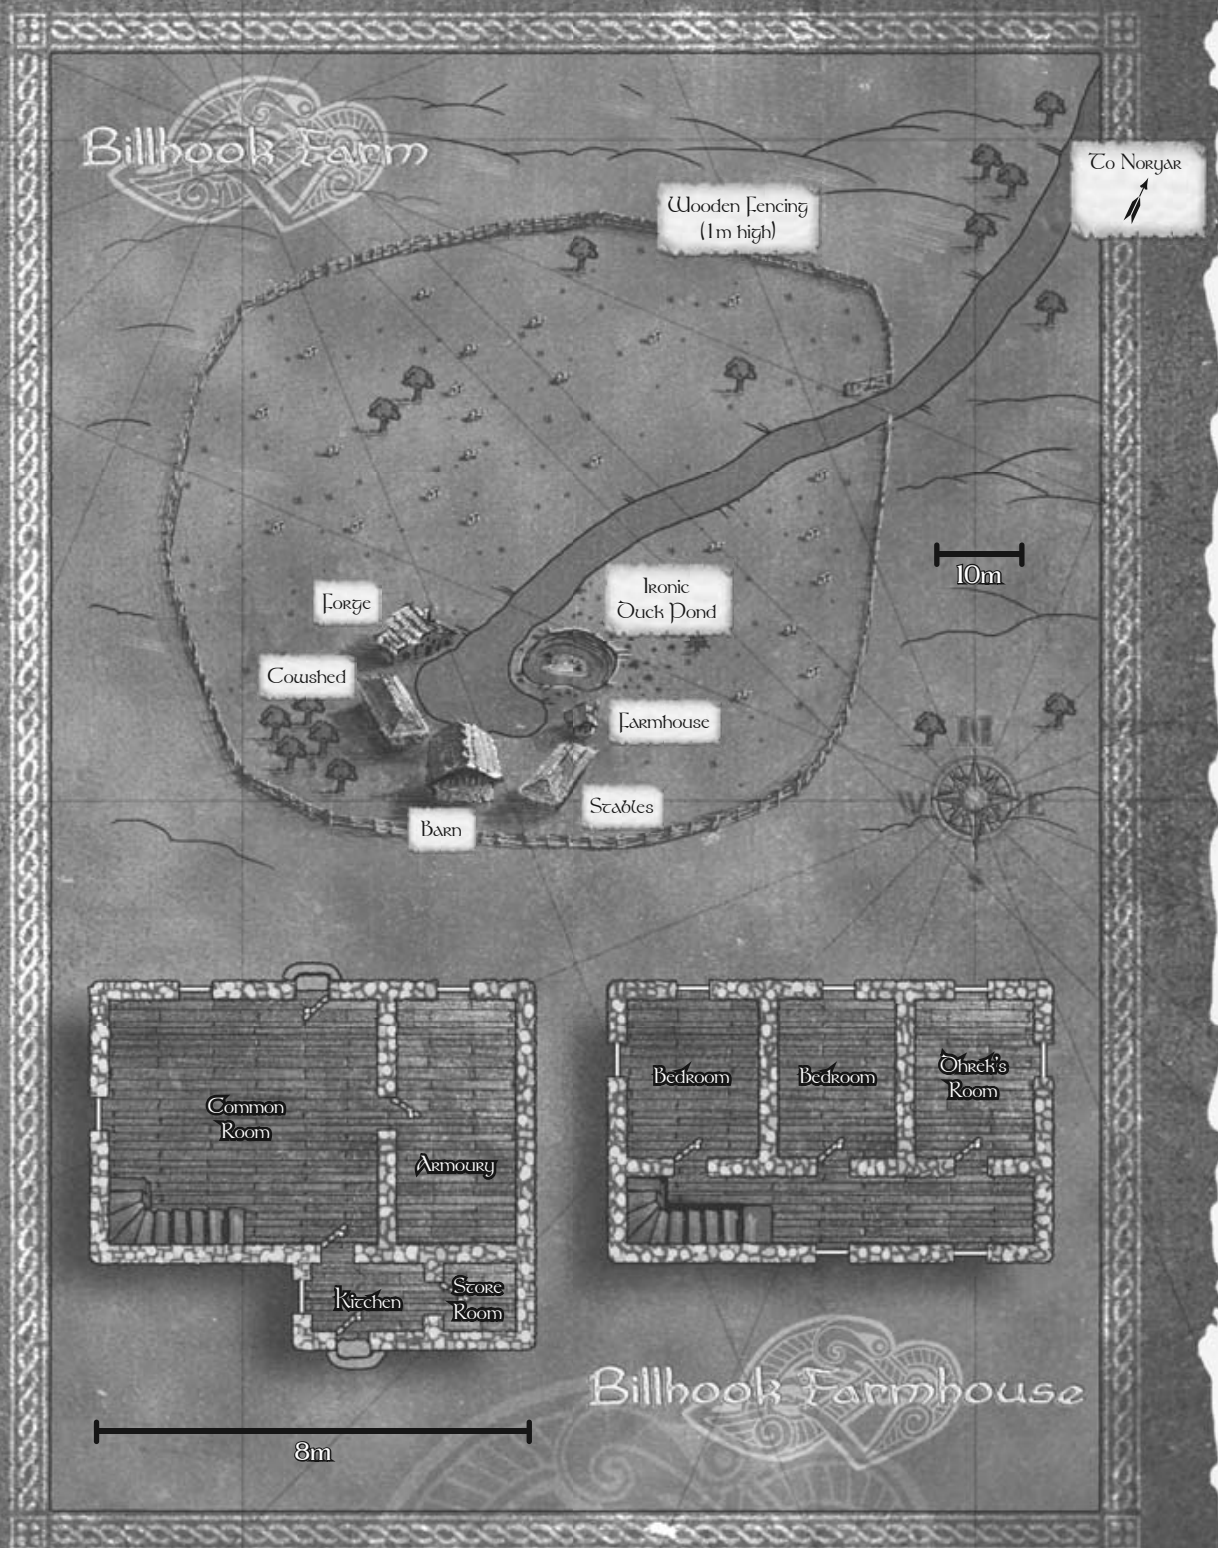 Billhook Farm
To Noryar
Wooden Fencing
(1m high)
10m
Ironic
Duck Pond
Forge
Cowshed
Farmhouse
N
W
Stables
Barn
Common
Room
Armoury
Kitchen
Store
Room
Bedroom
Bedroom
Dhrek's
Room
Billhook Farmhouse
8m